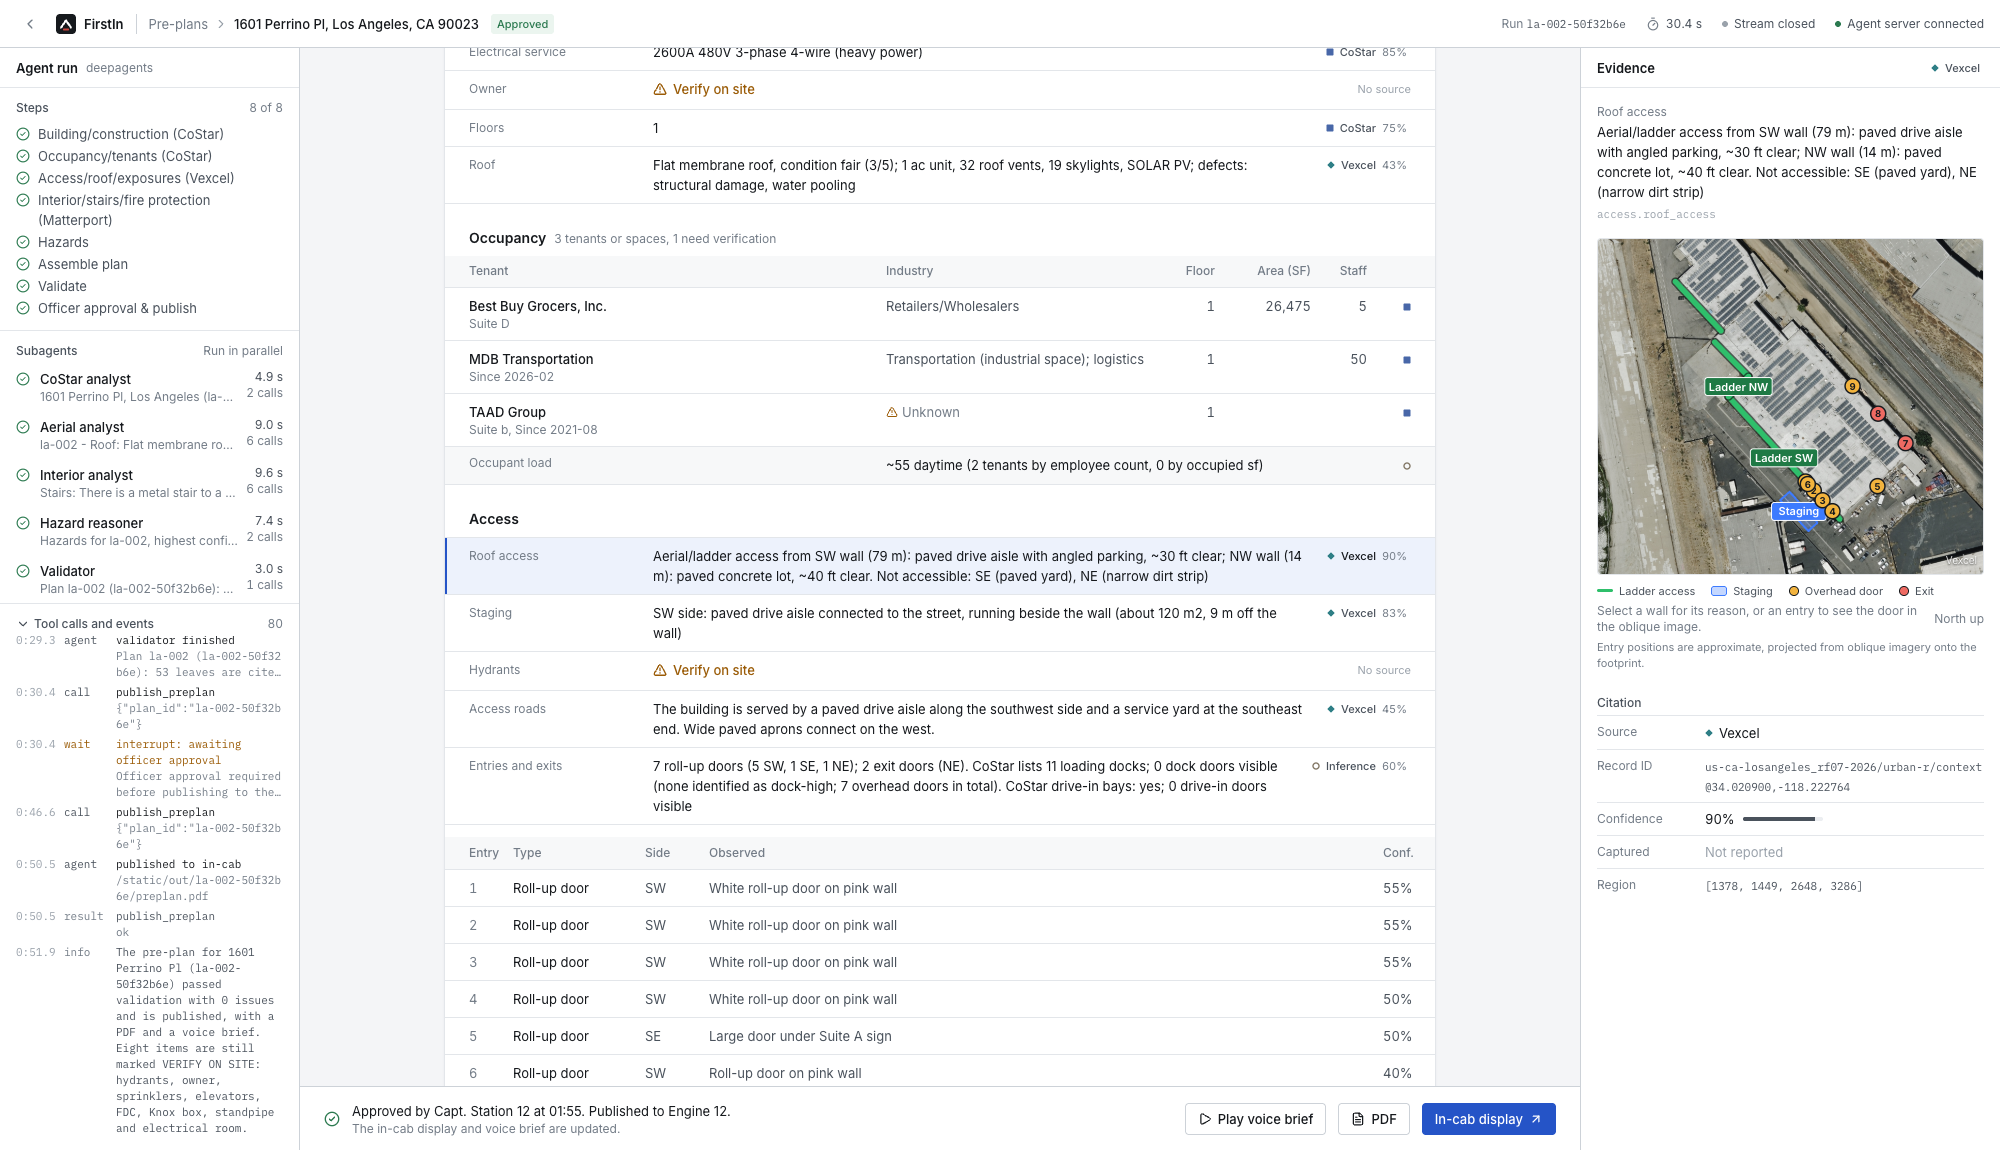 FirstIn Pre-plans 1601 Perrino Pl, Los Angeles, CA 90023 Approved
Run la-002-50f32b6e 30.4 s Stream closed Agent server connected
Agent run deepagents
Steps 8 of 8
Building/construction (CoStar)
Occupancy/tenants (CoStar)
Access/roof/exposures (Vexcel)
Interior/stairs/fire protection
(Matterport)
Hazards
Assemble plan
Validate
Officer approval & publish
Subagents Run in parallel
CoStar analyst 4.9 s
1601 Perrino Pl, Los Angeles (la-... 2 calls
Aerial analyst 9.0 s
la-002 - Roof: Flat membrane ro... 6 calls
Interior analyst 9.6 s
Stairs: There is a metal stair to a ... 6 calls
Hazard reasoner 7.4 s
Hazards for la-002, highest confi... 2 calls
Validator 3.0 s
Plan la-002 (la-002-50f32b6e): ... 1 calls
Tool calls and events 80
0:29.3 agent validator finished
Plan la-002 (la-002-50f32
b6e): 53 leaves are cite…
0:30.4 call publish_preplan
{"plan_id":"la-002-50f32b
6e"}
0:30.4 wait interrupt: awaiting
officer approval
Officer approval required
before publishing to the…
0:46.6 call publish_preplan
{"plan_id":"la-002-50f32b
6e"}
0:50.5 agent published to in-cab
/static/out/la-002-50f32b
6e/preplan.pdf
0:50.5 result publish_preplan
ok
0:51.9 info The pre-plan for 1601
Perrino Pl (la-002-
50f32b6e) passed
validation with 0 issues
and is published, with a
PDF and a voice brief.
Eight items are still
marked VERIFY ON SITE:
hydrants, owner,
sprinklers, elevators,
FDC, Knox box, standpipe
and electrical room.
Electrical service 2600A 480V 3-phase 4-wire (heavy power) CoStar 85%
Owner Verify on site No source
Floors 1 CoStar 75%
Roof Flat membrane roof, condition fair (3/5); 1 ac unit, 32 roof vents, 19 skylights, SOLAR PV; defects: Vexcel 43%
structural damage, water pooling
Occupancy 3 tenants or spaces, 1 need verification
Tenant Industry Floor Area (SF) Staff
Best Buy Grocers, Inc. Retailers/Wholesalers 1 26,475 5
Suite D
MDB Transportation Transportation (industrial space); logistics 1 50
Since 2026-02
TAAD Group Unknown 1
Suite b, Since 2021-08
Occupant load ~55 daytime (2 tenants by employee count, 0 by occupied sf)
Access
Roof access Aerial/ladder access from SW wall (79 m): paved drive aisle with angled parking, ~30 ft clear; NW wall (14 Vexcel 90%
m): paved concrete lot, ~40 ft clear. Not accessible: SE (paved yard), NE (narrow dirt strip)
Staging SW side: paved drive aisle connected to the street, running beside the wall (about 120 m2, 9 m off the Vexcel 83%
wall)
Hydrants Verify on site No source
Access roads The building is served by a paved drive aisle along the southwest side and a service yard at the southeast Vexcel 45%
end. Wide paved aprons connect on the west.
Entries and exits 7 roll-up doors (5 SW, 1 SE, 1 NE); 2 exit doors (NE). CoStar lists 11 loading docks; 0 dock doors visible Inference 60%
(none identified as dock-high; 7 overhead doors in total). CoStar drive-in bays: yes; 0 drive-in doors
visible
Entry Type Side Observed Conf.
1 Roll-up door SW White roll-up door on pink wall 55%
2 Roll-up door SW White roll-up door on pink wall 55%
3 Roll-up door SW White roll-up door on pink wall 55%
4 Roll-up door SW White roll-up door on pink wall 50%
5 Roll-up door SE Large door under Suite A sign 50%
6 Roll-up door SW Roll-up door on pink wall 40%
Approved by Capt. Station 12 at 01:55. Published to Engine 12.
The in-cab display and voice brief are updated.
Play voice brief PDF In-cab display
Evidence Vexcel
Roof access
Aerial/ladder access from SW wall (79 m): paved drive aisle
with angled parking, ~30 ft clear; NW wall (14 m): paved
concrete lot, ~40 ft clear. Not accessible: SE (paved yard), NE
(narrow dirt strip)
access.roof_access
Ladder NW
9
8
7
Ladder SW
6
5
3
Staging
4
Vexcel
Ladder access Staging Overhead door Exit
Select a wall for its reason, or an entry to see the door in
the oblique image.
North up
Entry positions are approximate, projected from oblique imagery onto the
footprint.
Citation
Source Vexcel
Record ID us-ca-losangeles_rf07-2026/urban-r/context
@34.020900,-118.222764
Confidence 90%
Captured Not reported
Region [1378, 1449, 2648, 3286]